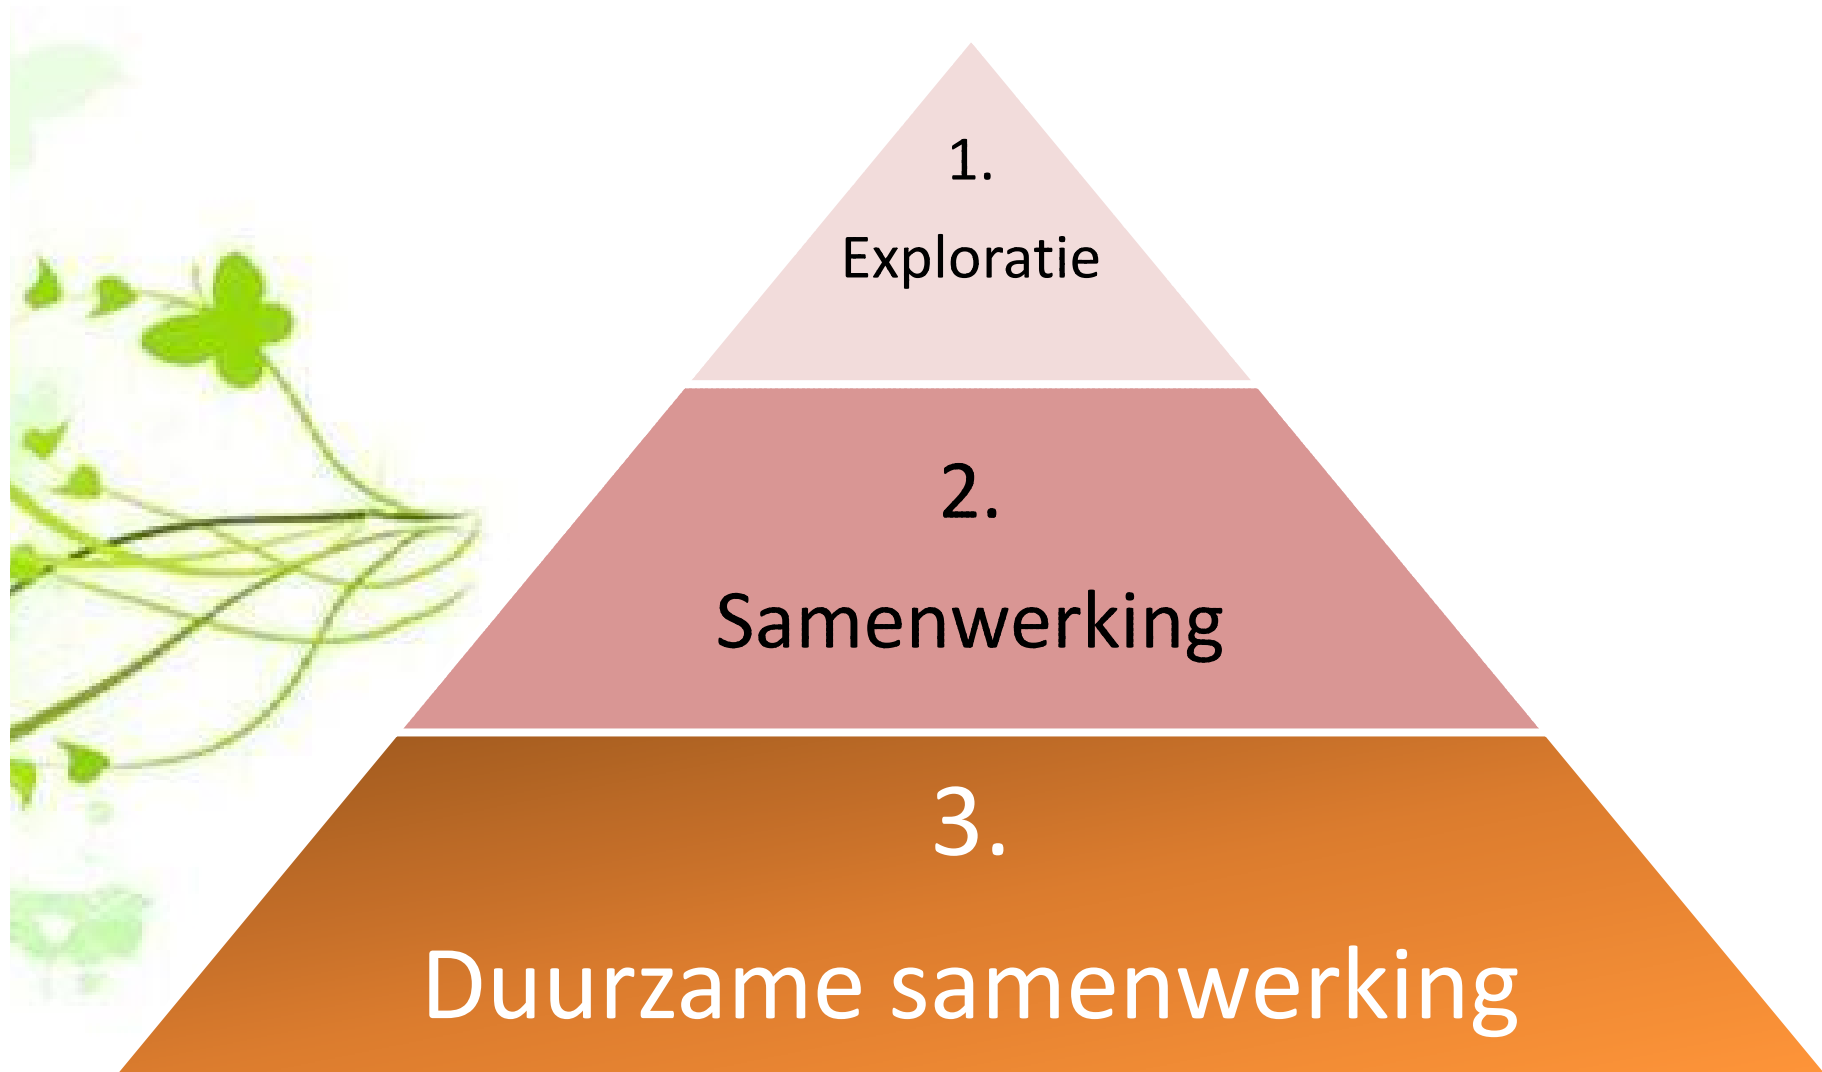 1.
Exploratie
2.
Samenwerking
3.
Duurzame samenwerking